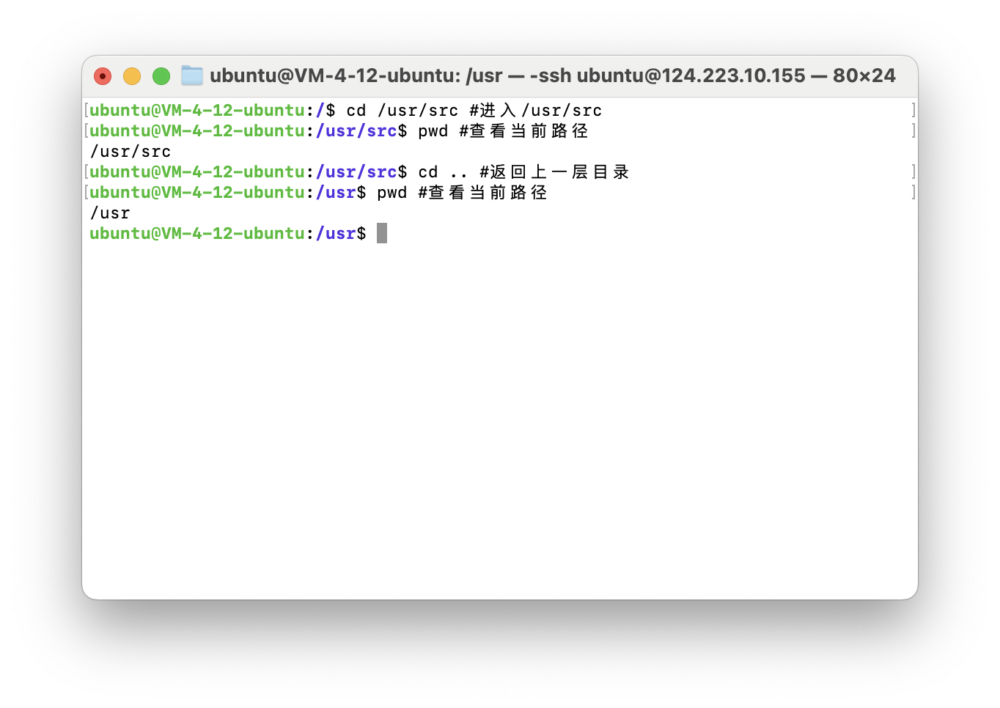 ubuntu@VM-4-12-ubuntu: /usr — -ssh ubuntu@124.223.10.155 — 80×24
[ubuntu@VM-4-12-ubuntu:/$ cd /usr/src #进入/usr/src ]
[ubuntu@VM-4-12-ubuntu:/usr/src$ pwd #查看当前路径 ]
/usr/src
[ubuntu@VM-4-12-ubuntu:/usr/src$ cd .. #返回上一层目录 ]
[ubuntu@VM-4-12-ubuntu:/usr$ pwd #查看当前路径 ]
/usr
ubuntu@VM-4-12-ubuntu:/usr$